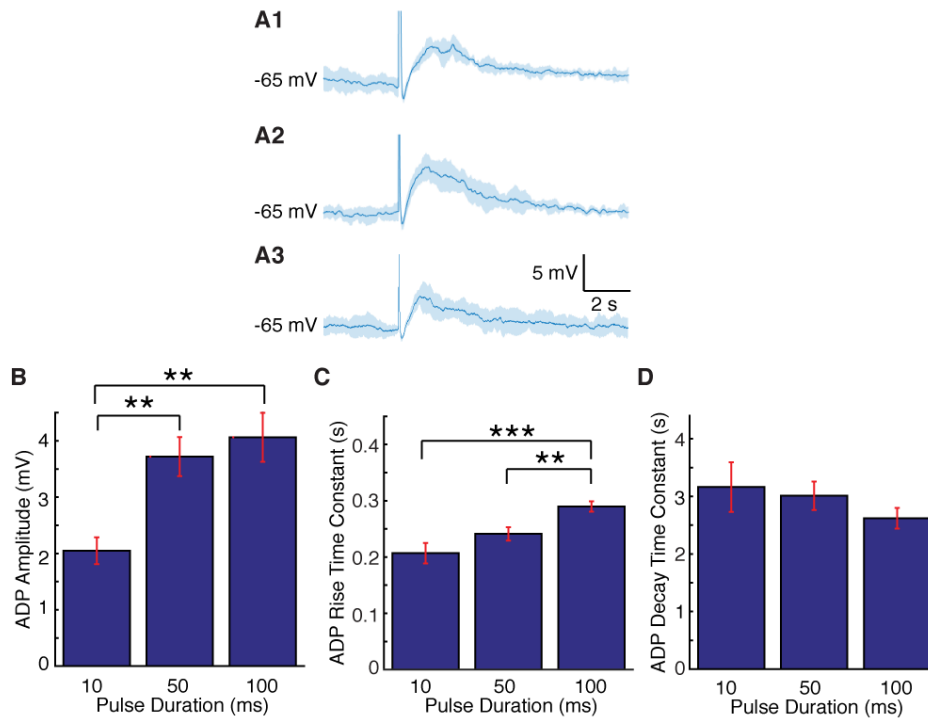 A1
-65 mV
A2
-65 mV
A3
5 mV
2 s
-65 mV
B
**
**
ADP Amplitude (mV)
4
3
2
1
0
10 50 100
Pulse Duration (ms)
C
***
**
ADP Rise Time Constant (s)
0.4
0.3
0.2
0.1
0
10 50 100
Pulse Duration (ms)
D
ADP Decay Time Constant (s)
4
3
2
1
0
10 50 100
Pulse Duration (ms)